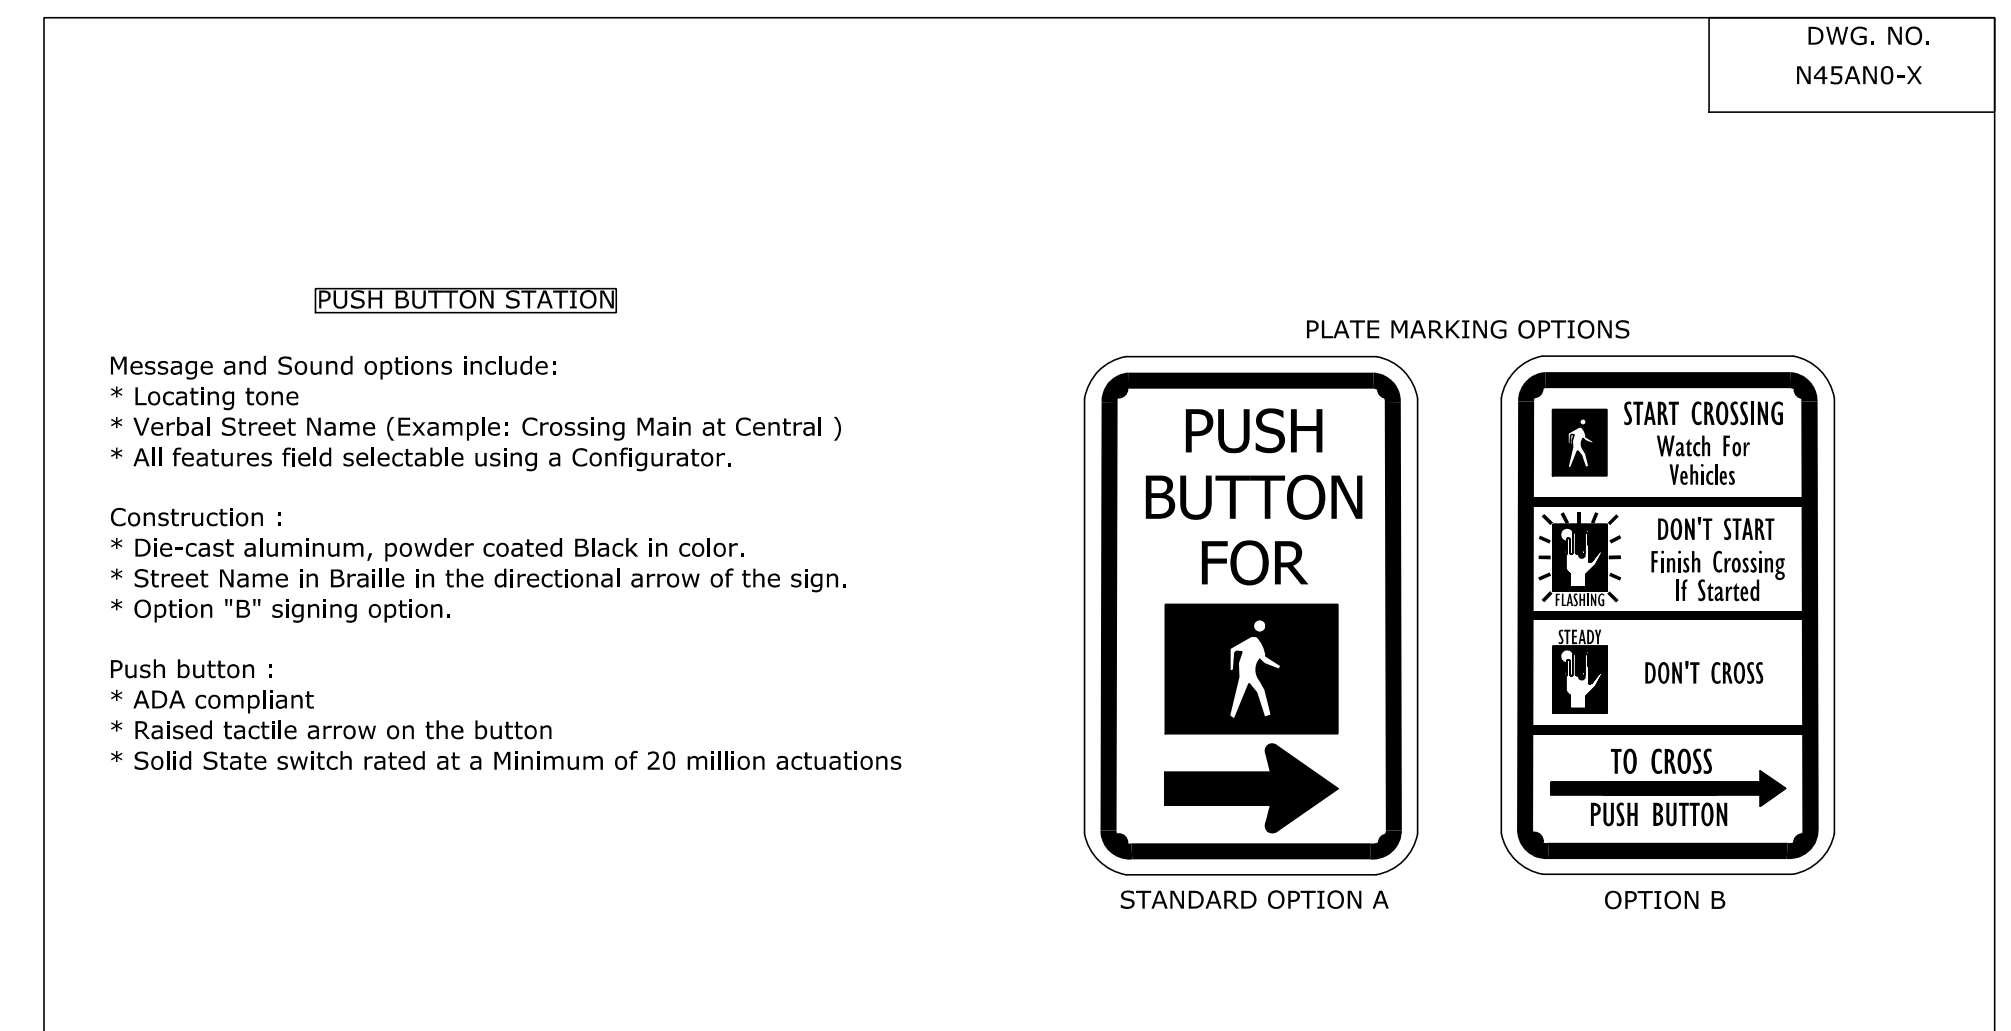 DWG. NO.
N45AN0-X
PUSH BUTTON STATION
Message and Sound options include:
* Locating tone
* Verbal Street Name (Example: Crossing Main at Central )
* All features field selectable using a Configurator.
Construction :
* Die-cast aluminum, powder coated Black in color.
* Street Name in Braille in the directional arrow of the sign.
* Option "B" signing option.
Push button :
* ADA compliant
* Raised tactile arrow on the button
* Solid State switch rated at a Minimum of 20 million actuations
PLATE MARKING OPTIONS
PUSH
BUTTON
FOR
STANDARD OPTION A
START CROSSING
Watch For
Vehicles
DON'T START
Finish Crossing
If Started
FLASHING
STEADY
DON'T CROSS
TO CROSS
PUSH BUTTON
OPTION B